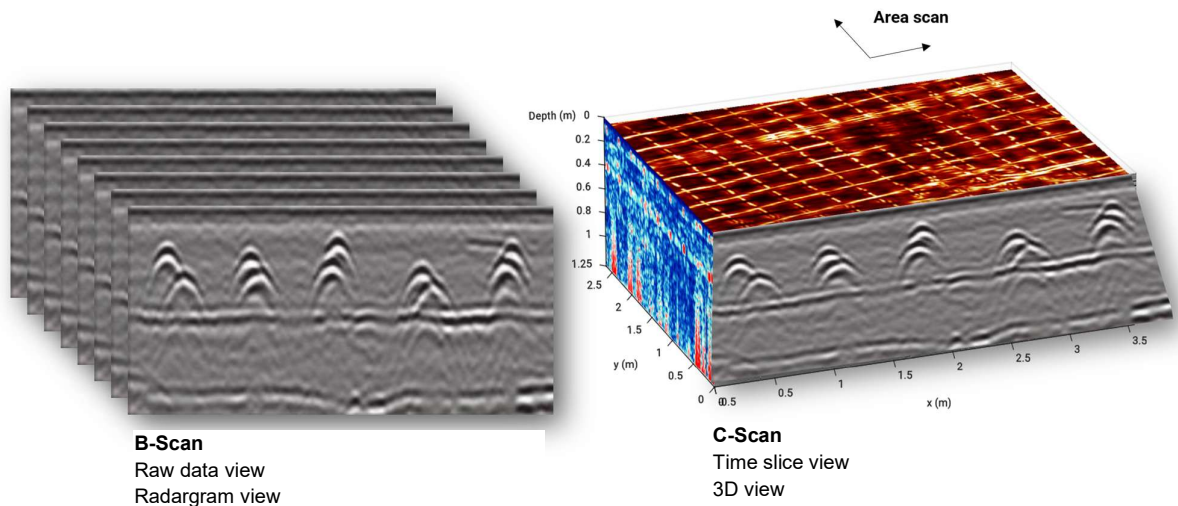 Area scan
Depth (m)
0
0.2
0.4
0.6
0.8
1
1.25
2.5
2
1.5
1
0.5
0
y (m)
0.5
0.5
1
1.5
2
2.5
3
3.5
x (m)
B-Scan
Raw data view
Radargram view
C-Scan
Time slice view
3D view